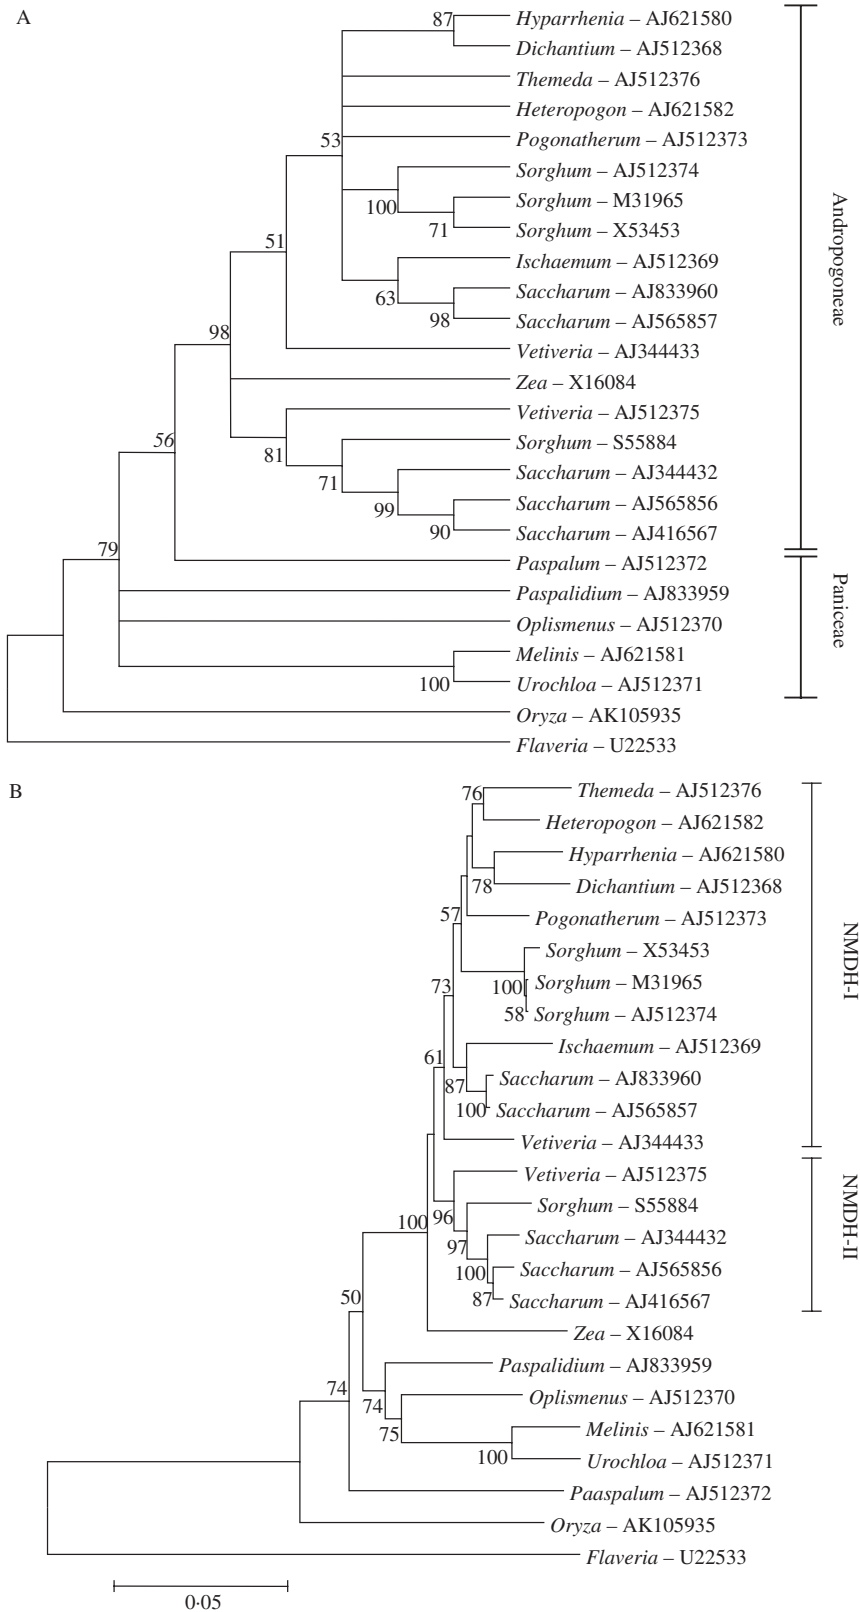 A
87
Hyparrhenia – AJ621580
Dichantium – AJ512368
Themeda – AJ512376
Heteropogon – AJ621582
53
Pogonatherum – AJ512373
Sorghum – AJ512374
100
Sorghum – M31965
71
Sorghum – X53453
51
Ischaemum – AJ512369
63
Saccharum – AJ833960
98
Saccharum – AJ565857
98
Vetiveria – AJ344433
Zea – X16084
Vetiveria – AJ512375
56
81
Sorghum – S55884
71
Saccharum – AJ344432
99
Saccharum – AJ565856
90
Saccharum – AJ416567
79
Paspalum – AJ512372
Paspalidium – AJ833959
Oplismenus – AJ512370
Melinis – AJ621581
100
Urochloa – AJ512371
Oryza – AK105935
Flaveria – U22533
Andropogoneae
Paniceae
B
76
Themeda – AJ512376
Heteropogon – AJ621582
Hyparrhenia – AJ621580
78
Dichantium – AJ512368
57
Pogonatherum – AJ512373
Sorghum – X53453
73
100
Sorghum – M31965
58
Sorghum – AJ512374
61
Ischaemum – AJ512369
87
Saccharum – AJ833960
100
Saccharum – AJ565857
Vetiveria – AJ344433
Vetiveria – AJ512375
100
96
Sorghum – S55884
97
Saccharum – AJ344432
100
Saccharum – AJ565856
50
87
Saccharum – AJ416567
Zea – X16084
Paspalidium – AJ833959
74
74
Oplismenus – AJ512370
75
Melinis – AJ621581
100
Urochloa – AJ512371
Paaspalum – AJ512372
Oryza – AK105935
Flaveria – U22533
NMDH-I
NMDH-II
0·05